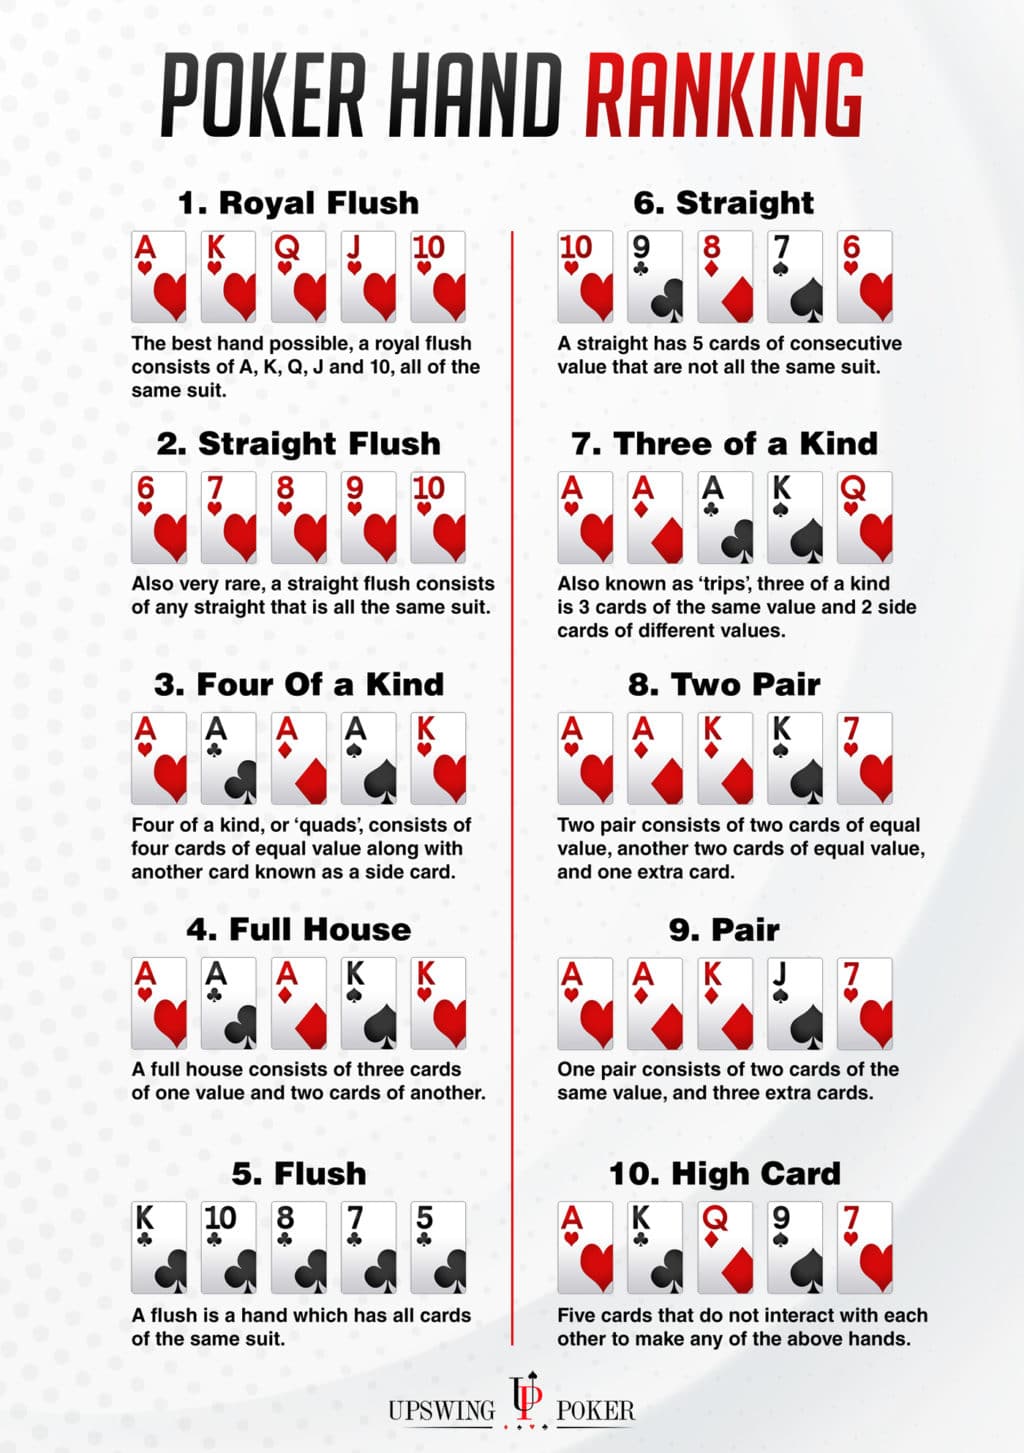 POKER HAND RANKING
1. Royal Flush
A K Q J 10
The best hand possible, a royal flush
consists of A, K, Q, J and 10, all of the
same suit.
2. Straight Flush
6 7 8 9 10
Also very rare, a straight flush consists
of any straight that is all the same suit.
3. Four Of a Kind
A A A A K
Four of a kind, or ‘quads’, consists of
four cards of equal value along with
another card known as a side card.
4. Full House
A A A K K
A full house consists of three cards
of one value and two cards of another.
5. Flush
K 10 8 7 5
A flush is a hand which has all cards
of the same suit.
6. Straight
10 9 8 7 6
A straight has 5 cards of consecutive
value that are not all the same suit.
7. Three of a Kind
A A A K Q
Also known as ‘trips’, three of a kind
is 3 cards of the same value and 2 side
cards of different values.
8. Two Pair
A A K K 7
Two pair consists of two cards of equal
value, another two cards of equal value,
and one extra card.
9. Pair
A A K J 7
One pair consists of two cards of the
same value, and three extra cards.
10. High Card
A K Q 9 7
Five cards that do not interact with each
other to make any of the above hands.
UPSWING UP POKER